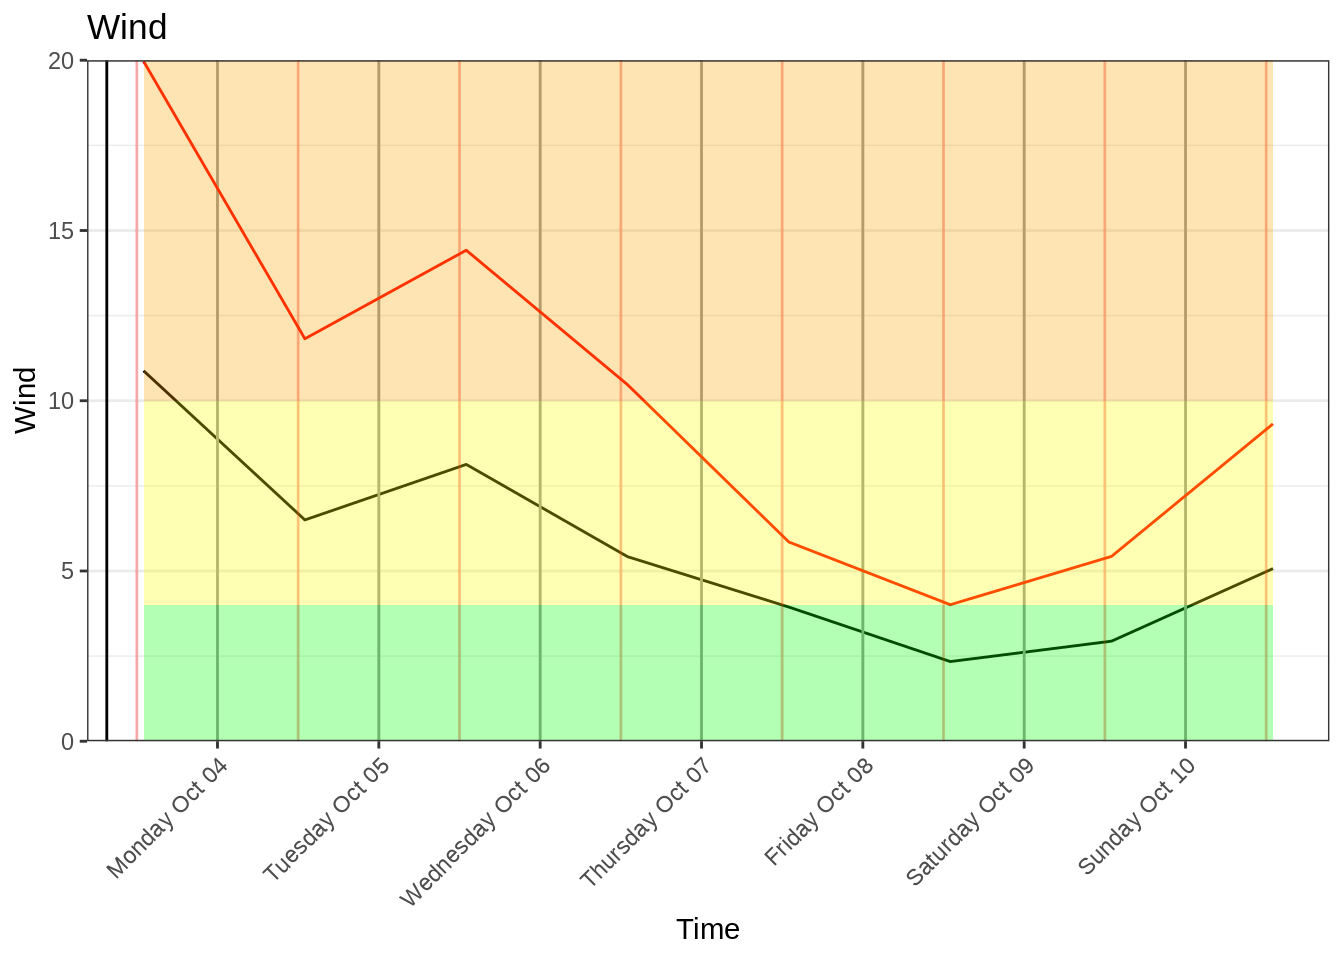 Wind
20
15
10
5
0
Wind
Monday Oct 04
Tuesday Oct 05
Wednesday Oct 06
Thursday Oct 07
Friday Oct 08
Saturday Oct 09
Sunday Oct 10
Time